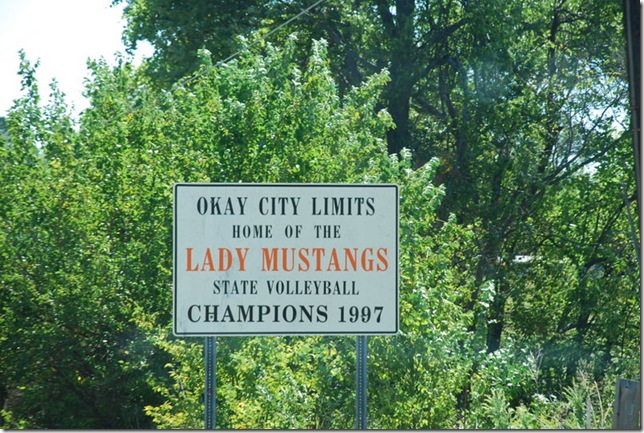 OKAY CITY LIMITS
HOME OF THE
LADY MUSTANGS
STATE VOLLEYBALL
CHAMPIONS 1997